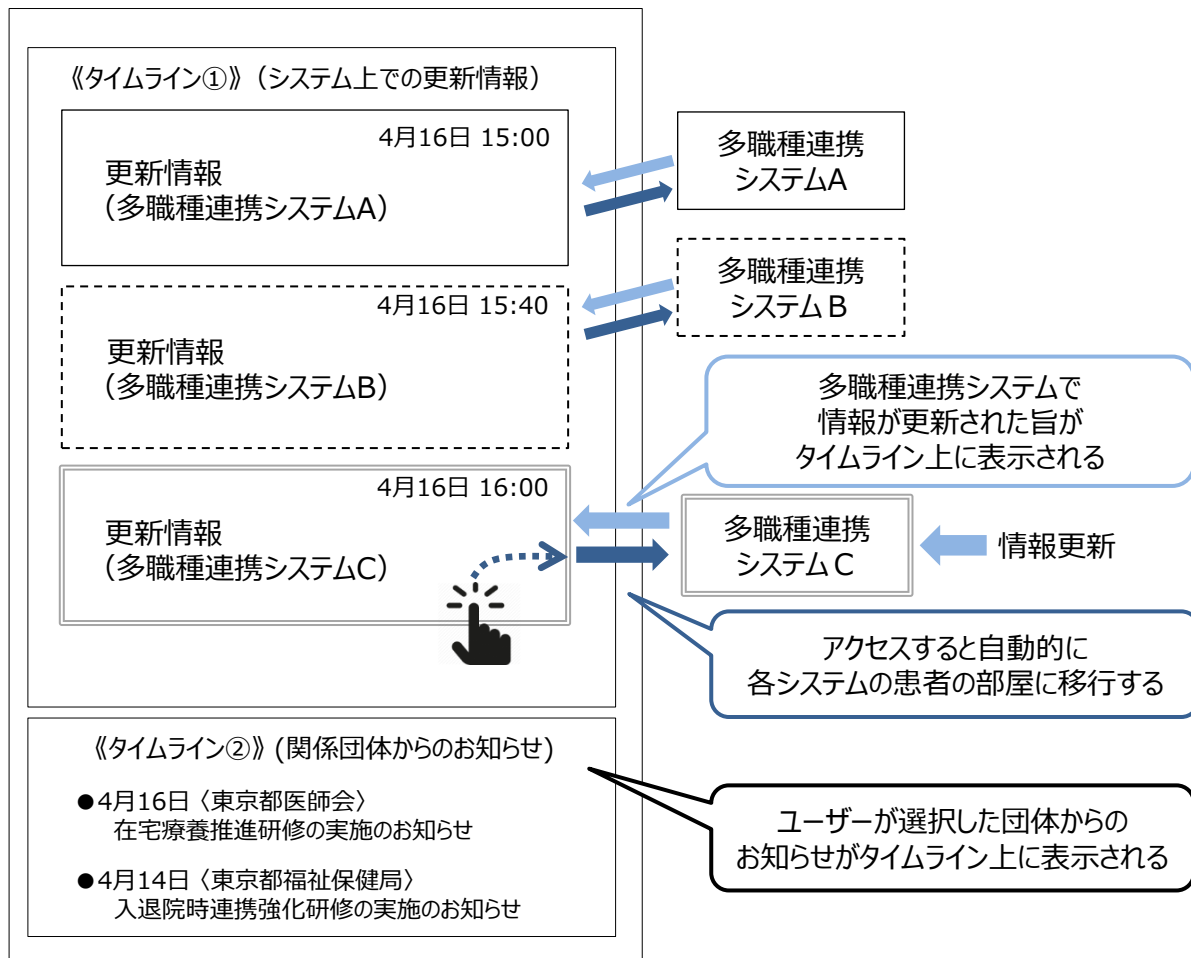 《タイムライン①》（システム上での更新情報）
4月16日 15:00
更新情報
（多職種連携システムA）
多職種連携
システムA
4月16日 15:40
更新情報
（多職種連携システムB）
多職種連携
システムB
多職種連携システムで
情報が更新された旨が
タイムライン上に表示される
4月16日 16:00
更新情報
（多職種連携システムC）
多職種連携
システムC
情報更新
アクセスすると自動的に
各システムの患者の部屋に移行する
《タイムライン②》(関係団体からのお知らせ)
●4月16日〈東京都医師会〉
在宅療養推進研修の実施のお知らせ
●4月14日〈東京都福祉保健局〉
入退院時連携強化研修の実施のお知らせ
ユーザーが選択した団体からの
お知らせがタイムライン上に表示される